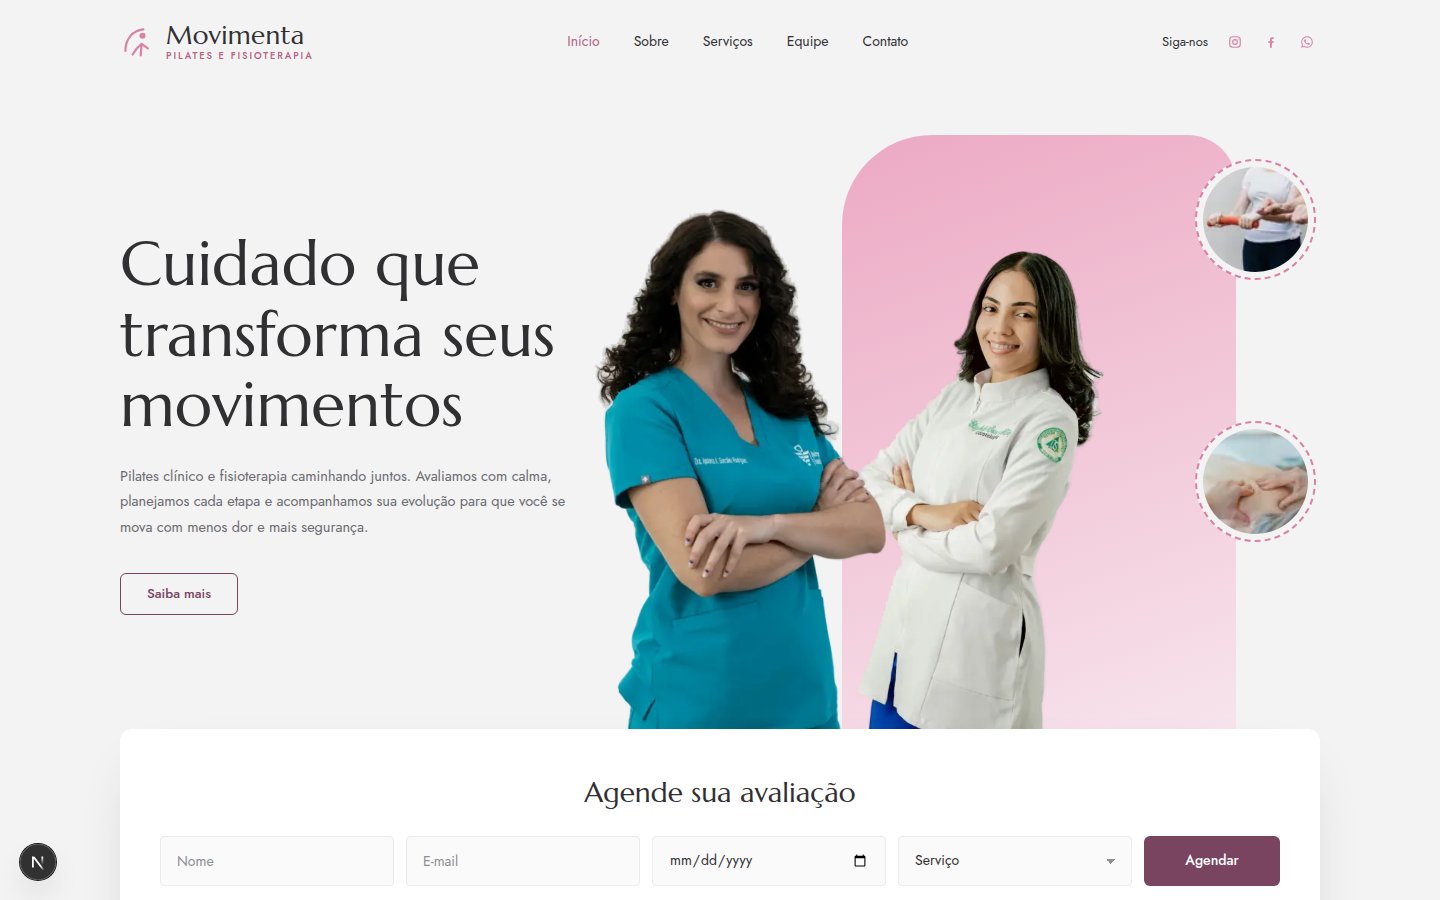 Movimenta
PILATES E FISIOTERAPIA
Início
Sobre
Serviços
Equipe
Contato
Siga-nos
Cuidado que
transforma seus
movimentos
Pilates clínico e fisioterapia caminhando juntos. Avaliamos com calma,
planejamos cada etapa e acompanhamos sua evolução para que você se
mova com menos dor e mais segurança.
Saiba mais
Agende sua avaliação
Nome
E-mail
mm/dd/yyyy
Serviço
Agendar
N